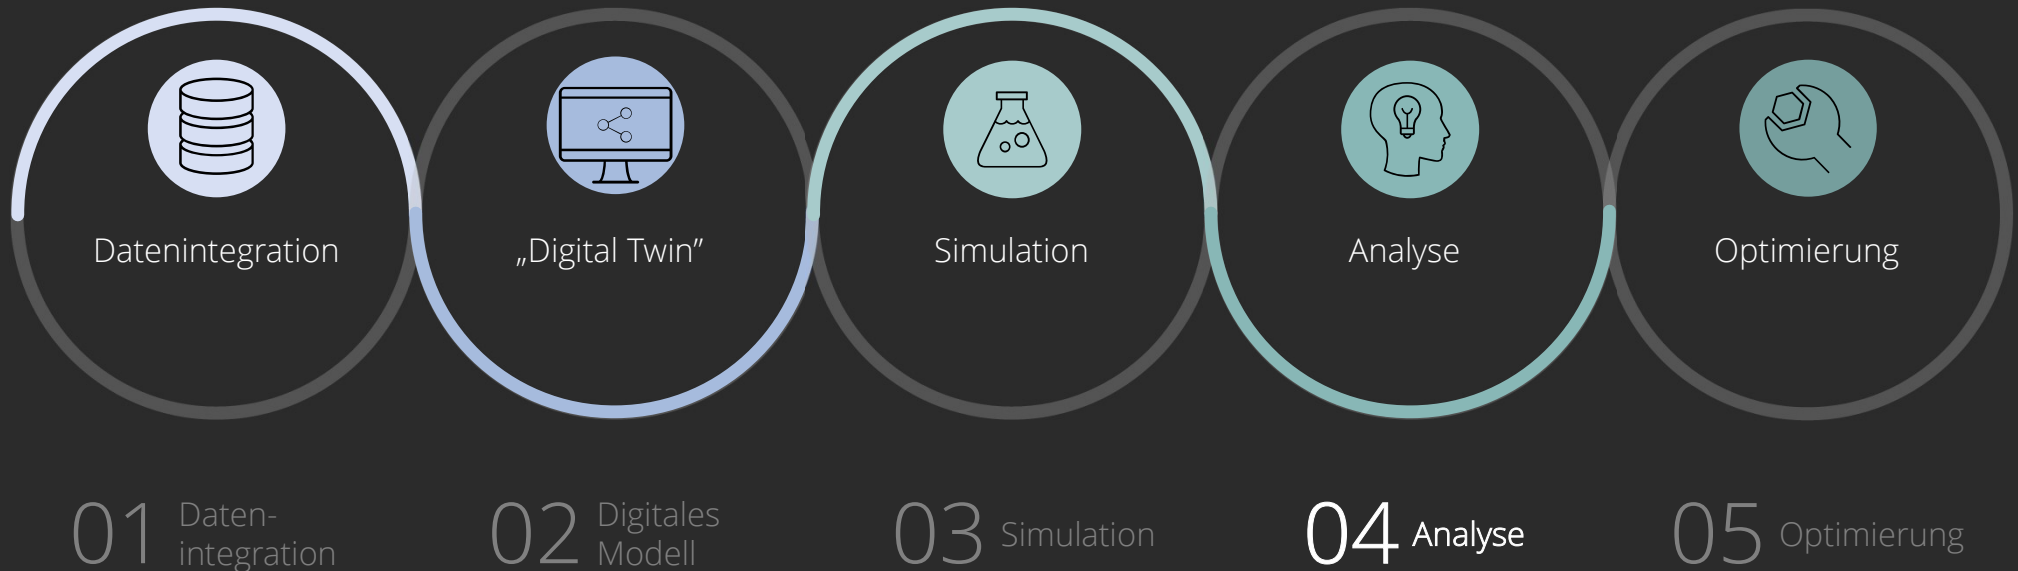 Datenintegration
„Digital Twin”
Simulation
Analyse
Optimierung
01 Daten-
integration
02 Digitales
Modell
03 Simulation
04 Analyse
05 Optimierung